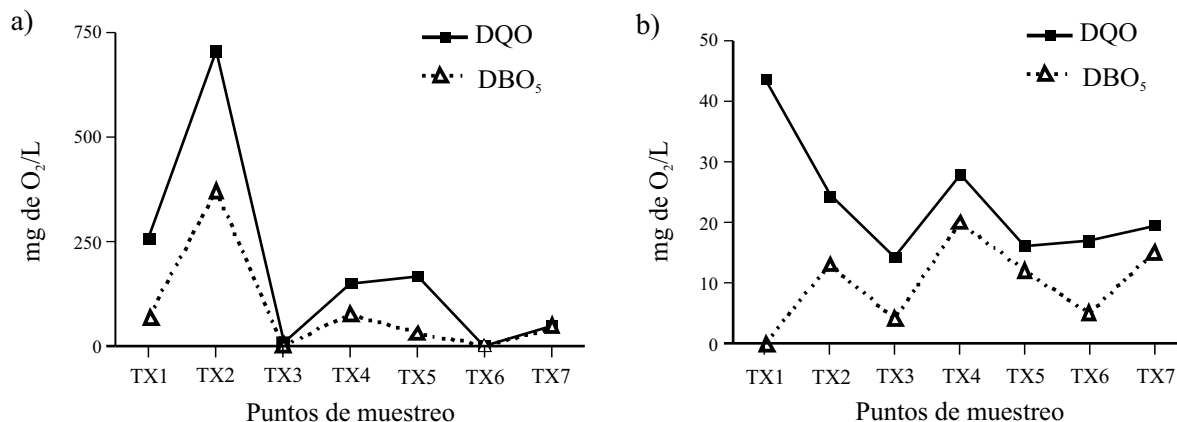 a)
750
500
250
0
mg de O₂/L
DQO
DBO₅
TX1 TX2 TX3 TX4 TX5 TX6 TX7
Puntos de muestreo
b)
50
40
30
20
10
0
mg de O₂/L
DQO
DBO₅
TX1 TX2 TX3 TX4 TX5 TX6 TX7
Puntos de muestreo